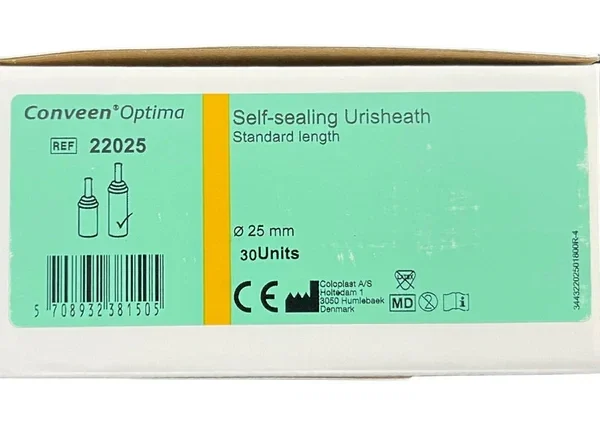 Conveen® Optima
REF 22025
5 708932 381505
Self-sealing Urisheath
Standard length
Ø 25 mm
30Units
CE
Coloplast A/S
Holtedam 1
3050 Humlebaek
Denmark
MD